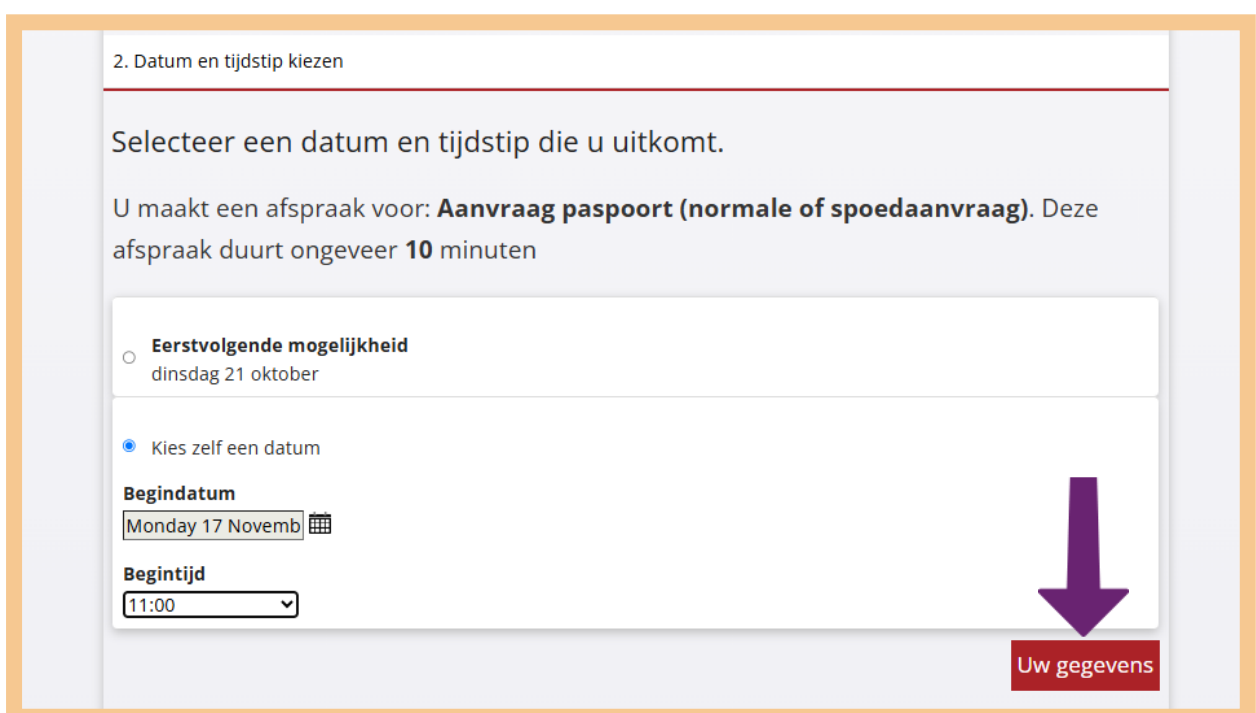 2. Datum en tijdstip kiezen
Selecteer een datum en tijdstip die u uitkomt.
U maakt een afspraak voor: Aanvraag paspoort (normale of spoedaanvraag). Deze
afspraak duurt ongeveer 10 minuten
Eerstvolgende mogelijkheid
dinsdag 21 oktober
Kies zelf een datum
Begindatum
Monday 17 Novemb
Begintijd
11:00
Uw gegevens